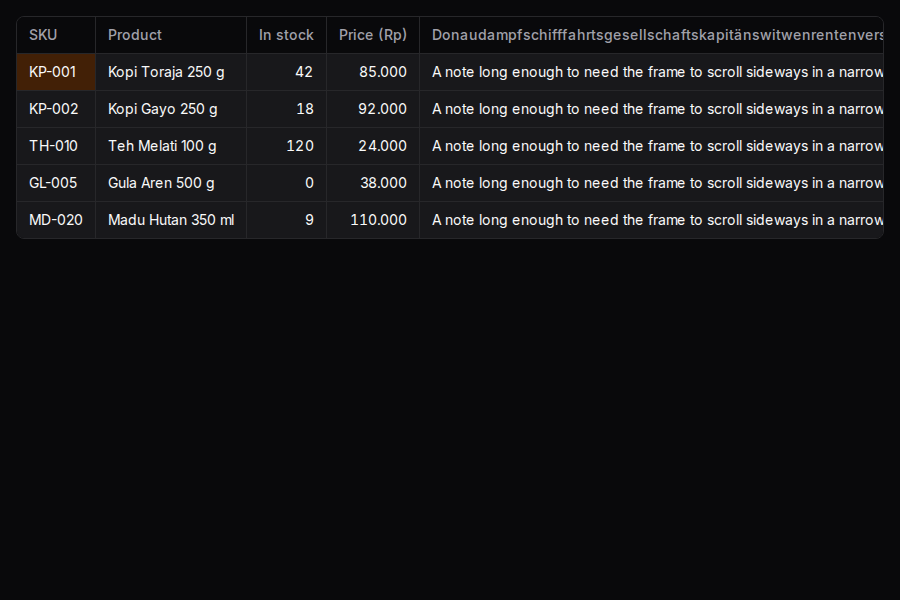 SKU Product In stock Price (Rp) Donaudampfschifffahrtsgesellschaftskapitänswitwenrentenvers
KP-001 Kopi Toraja 250 g 42 85.000 A note long enough to need the frame to scroll sideways in a narrow
KP-002 Kopi Gayo 250 g 18 92.000 A note long enough to need the frame to scroll sideways in a narrow
TH-010 Teh Melati 100 g 120 24.000 A note long enough to need the frame to scroll sideways in a narrow
GL-005 Gula Aren 500 g 0 38.000 A note long enough to need the frame to scroll sideways in a narrow
MD-020 Madu Hutan 350 ml 9 110.000 A note long enough to need the frame to scroll sideways in a narrow